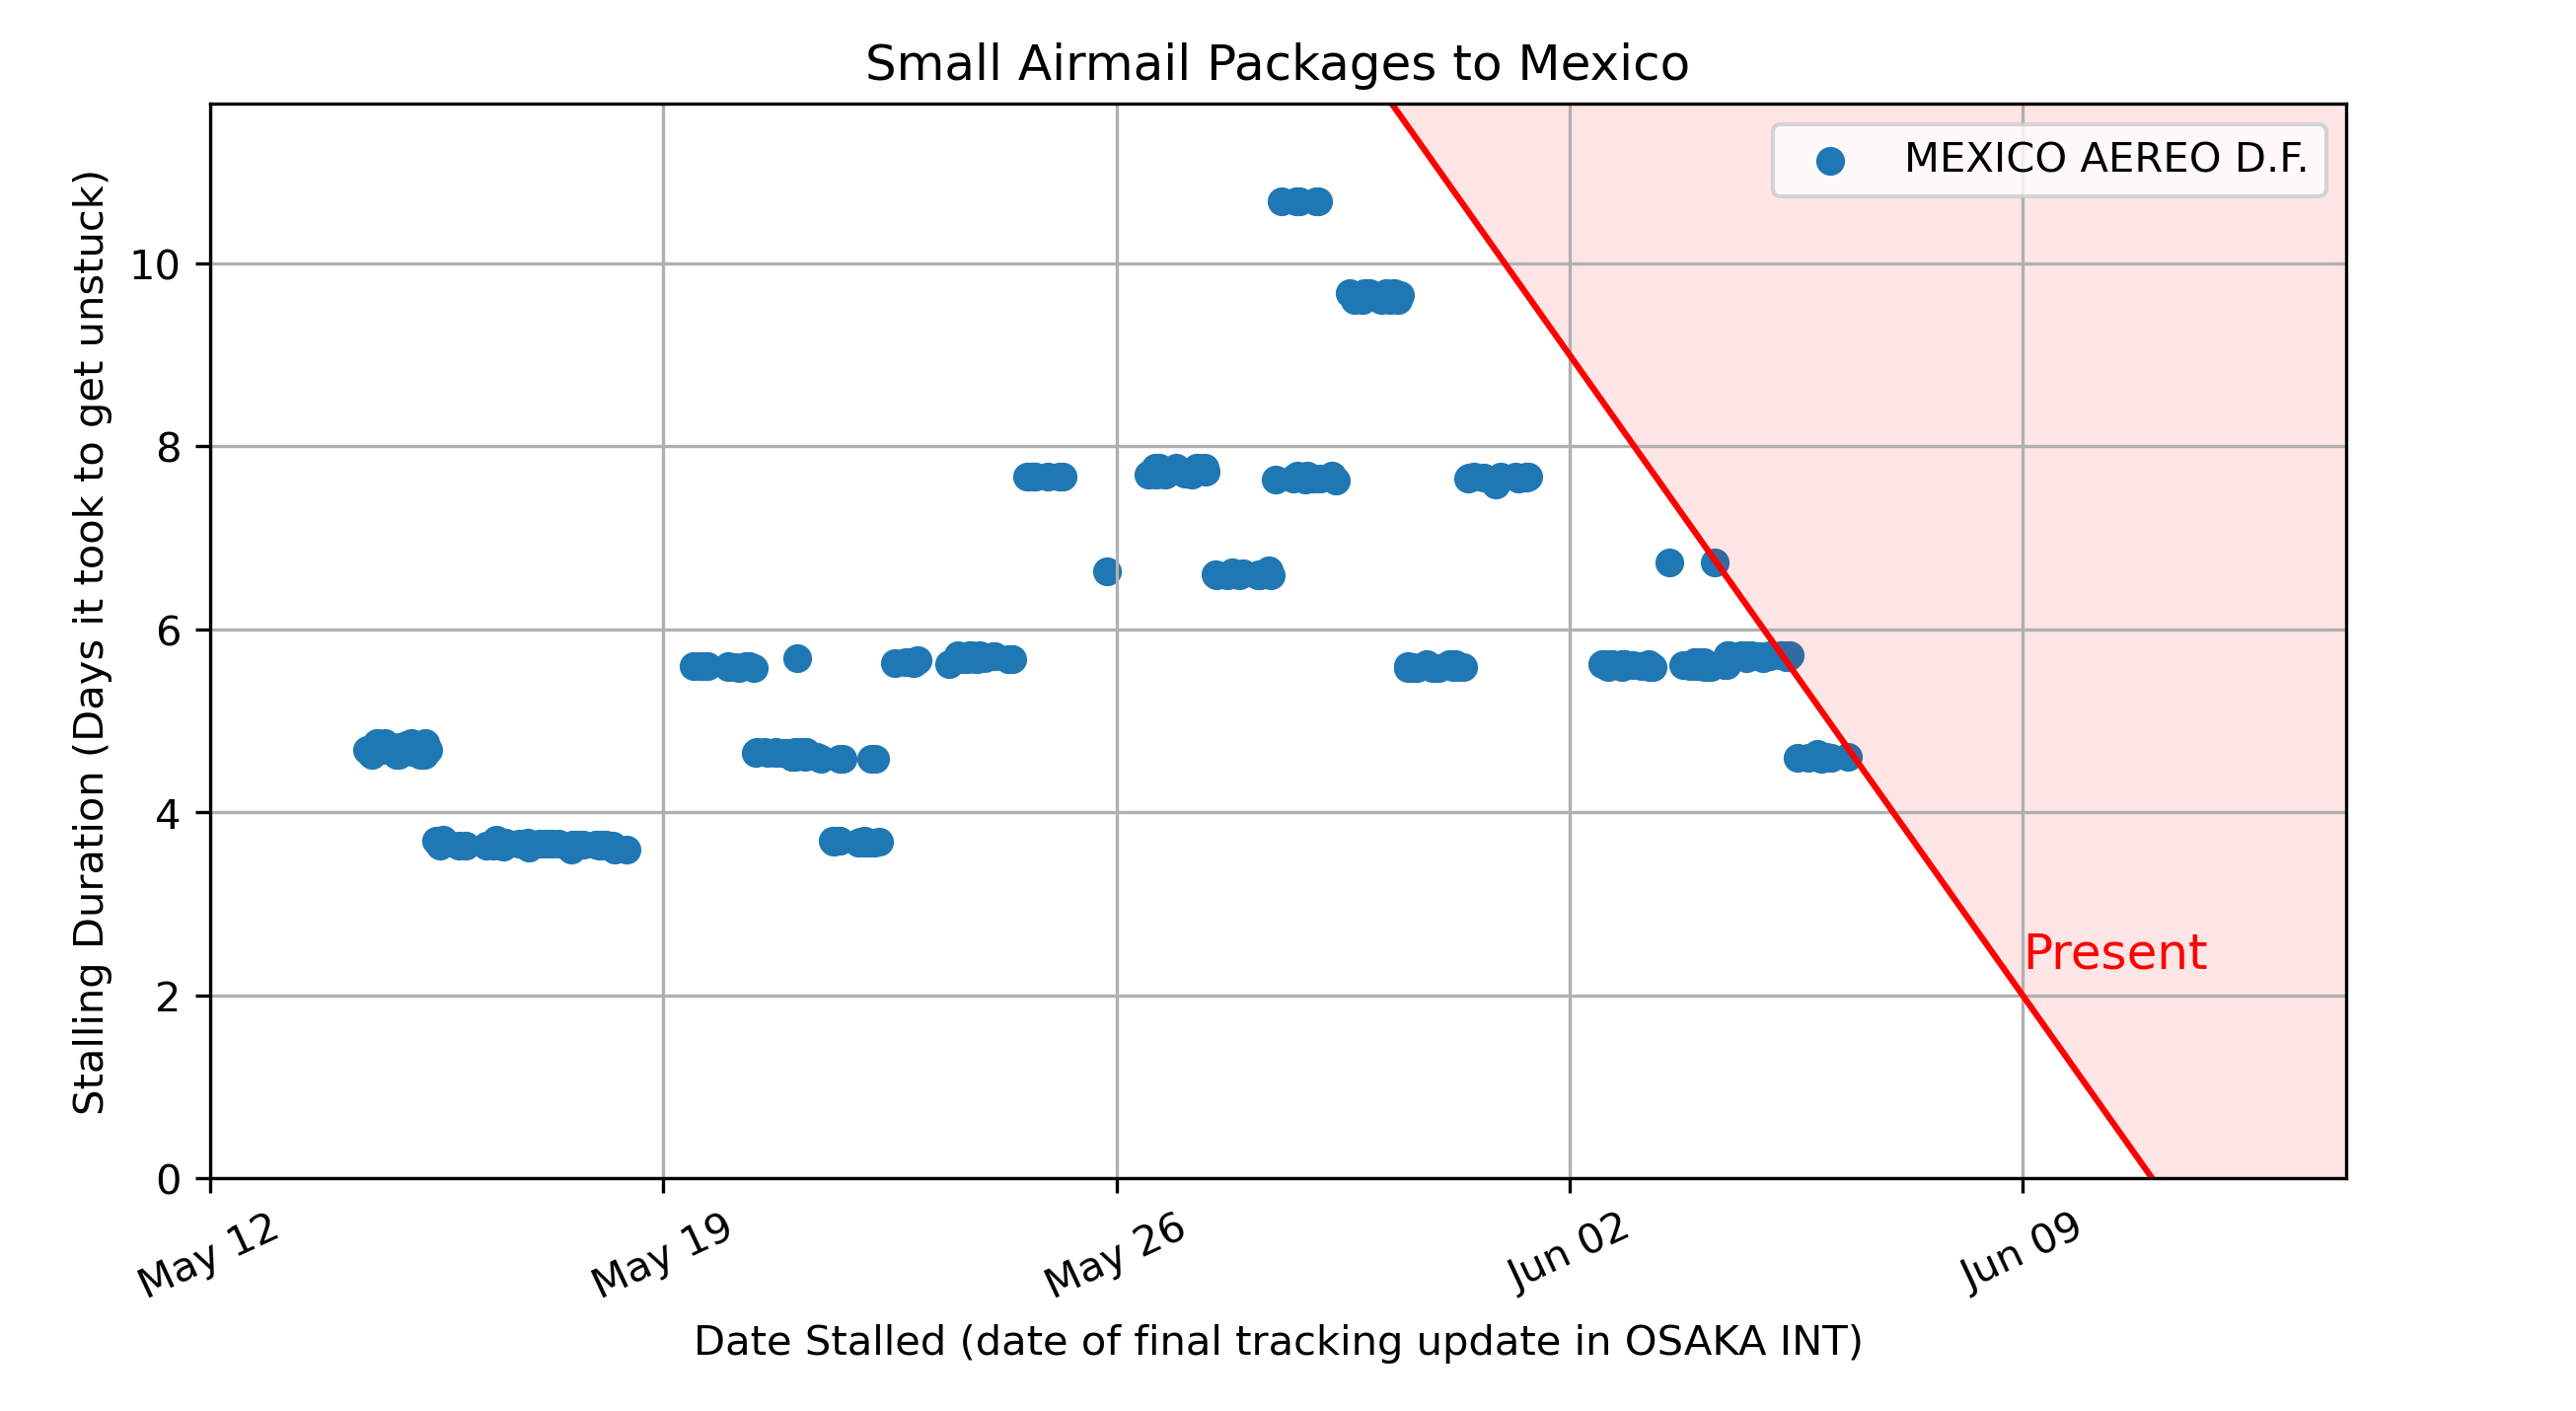 Small Airmail Packages to Mexico
MEXICO AEREO D.F.
Stalling Duration (Days it took to get unstuck)
10
8
6
4
2
0
Present
May 12
May 19
May 26
Jun 02
Jun 09
Date Stalled (date of final tracking update in OSAKA INT)